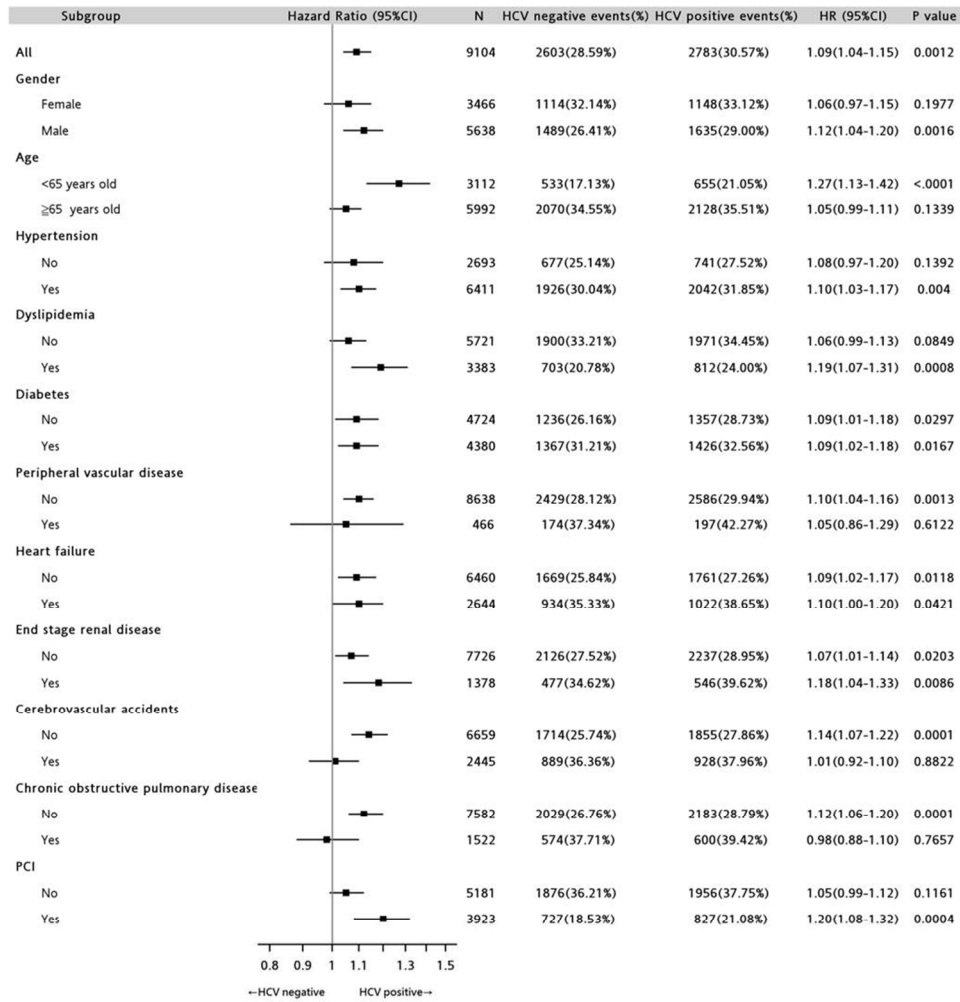 Subgroup Hazard Ratio (95%CI) N HCV negative events(%) HCV positive events(%) HR (95%CI) P value
All 9104 2603(28.59%) 2783(30.57%) 1.09(1.04-1.15) 0.0012
Gender
Female 3466 1114(32.14%) 1148(33.12%) 1.06(0.97-1.15) 0.1977
Male 5638 1489(26.41%) 1635(29.00%) 1.12(1.04-1.20) 0.0016
Age
<65 years old 3112 533(17.13%) 655(21.05%) 1.27(1.13-1.42) <.0001
≧65 years old 5992 2070(34.55%) 2128(35.51%) 1.05(0.99-1.11) 0.1339
Hypertension
No 2693 677(25.14%) 741(27.52%) 1.08(0.97-1.20) 0.1392
Yes 6411 1926(30.04%) 2042(31.85%) 1.10(1.03-1.17) 0.004
Dyslipidemia
No 5721 1900(33.21%) 1971(34.45%) 1.06(0.99-1.13) 0.0849
Yes 3383 703(20.78%) 812(24.00%) 1.19(1.07-1.31) 0.0008
Diabetes
No 4724 1236(26.16%) 1357(28.73%) 1.09(1.01-1.18) 0.0297
Yes 4380 1367(31.21%) 1426(32.56%) 1.09(1.02-1.18) 0.0167
Peripheral vascular disease
No 8638 2429(28.12%) 2586(29.94%) 1.10(1.04-1.16) 0.0013
Yes 466 174(37.34%) 197(42.27%) 1.05(0.86-1.29) 0.6122
Heart failure
No 6460 1669(25.84%) 1761(27.26%) 1.09(1.02-1.17) 0.0118
Yes 2644 934(35.33%) 1022(38.65%) 1.10(1.00-1.20) 0.0421
End stage renal disease
No 7726 2126(27.52%) 2237(28.95%) 1.07(1.01-1.14) 0.0203
Yes 1378 477(34.62%) 546(39.62%) 1.18(1.04-1.33) 0.0086
Cerebrovascular accidents
No 6659 1714(25.74%) 1855(27.86%) 1.14(1.07-1.22) 0.0001
Yes 2445 889(36.36%) 928(37.96%) 1.01(0.92-1.10) 0.8822
Chronic obstructive pulmonary disease
No 7582 2029(26.76%) 2183(28.79%) 1.12(1.06-1.20) 0.0001
Yes 1522 574(37.71%) 600(39.42%) 0.98(0.88-1.10) 0.7657
PCI
No 5181 1876(36.21%) 1956(37.75%) 1.05(0.99-1.12) 0.1161
Yes 3923 727(18.53%) 827(21.08%) 1.20(1.08-1.32) 0.0004
0.8 0.9 1 1.1 1.3 1.5
←HCV negative HCV positive→